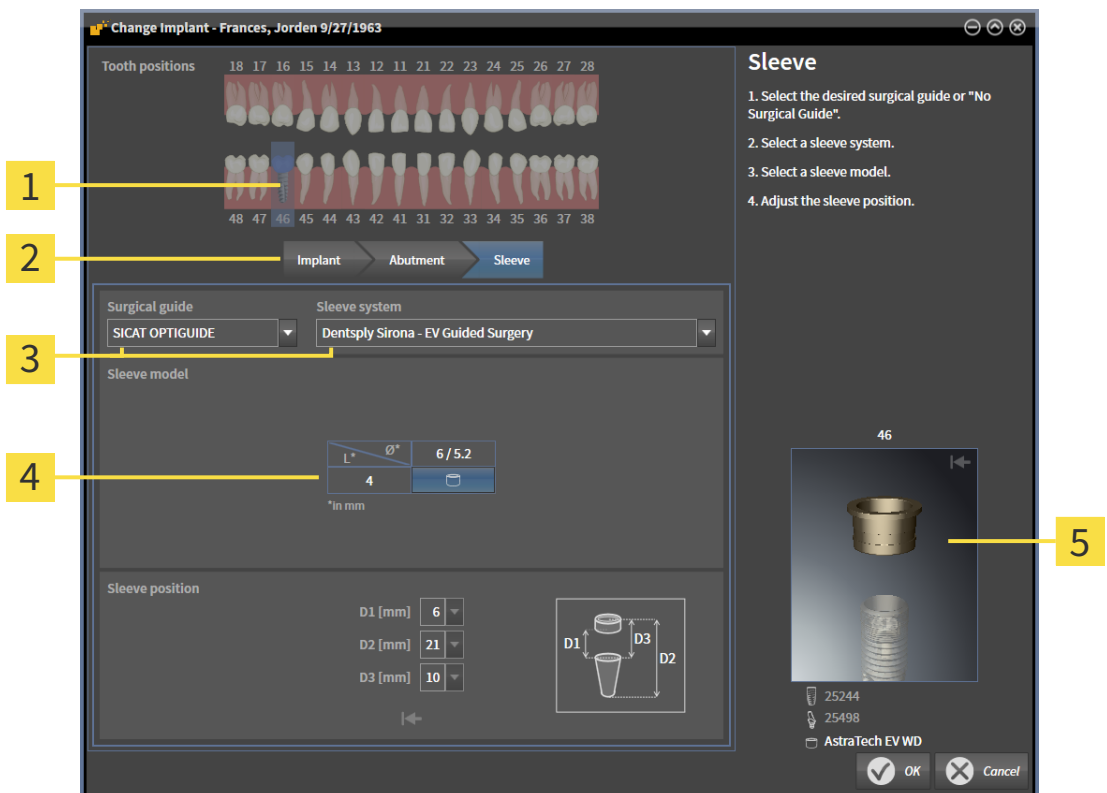 Change Implant - Frances, Jorden 9/27/1963
Tooth positions
18 17 16 15 14 13 12 11 21 22 23 24 25 26 27 28
48 47 46 45 44 43 42 41 31 32 33 34 35 36 37 38
1
2
Implant Abutment Sleeve
Surgical guide Sleeve system
SICAT OPTIGUIDE Dentsply Sirona - EV Guided Surgery
3
Sleeve model
L* Ø* 6 / 5.2
4
4
*in mm
Sleeve position
D1 [mm] 6
D2 [mm] 21
D3 [mm] 10
D1 D3
D2
Sleeve
1. Select the desired surgical guide or "No
Surgical Guide".
2. Select a sleeve system.
3. Select a sleeve model.
4. Adjust the sleeve position.
46
5
25244
25498
AstraTech EV WD
OK Cancel